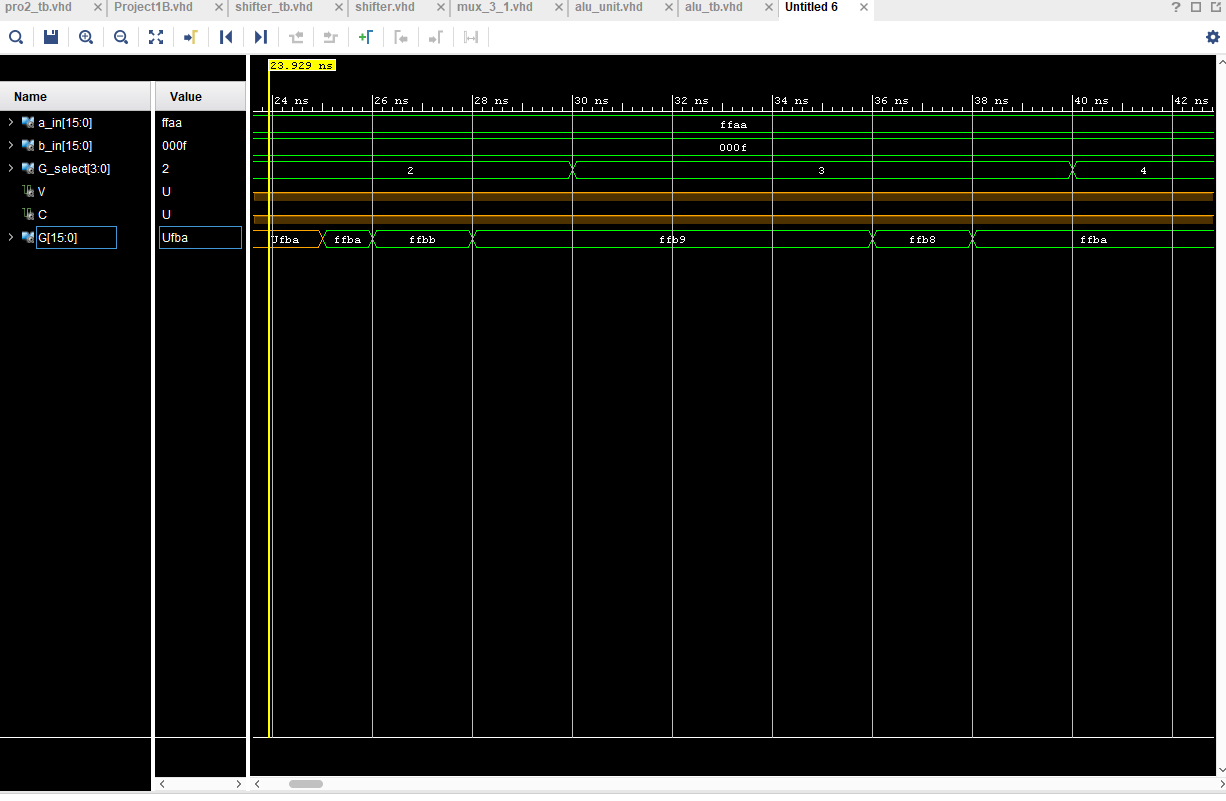 pro2_tb.vhd Project1B.vhd shifter_tb.vhd shifter.vhd mux_3_1.vhd alu_unit.vhd alu_tb.vhd Untitled 6
23.929 ns
Name Value
24 ns 26 ns 28 ns 30 ns 32 ns 34 ns 36 ns 38 ns 40 ns 42 ns
a_in[15:0] ffaa ffaa
b_in[15:0] 000f 000f
G_select[3:0] 2 2 3 4
V U
C U
G[15:0] Ufba Ufba ffba ffbb ffb9 ffb8 ffba